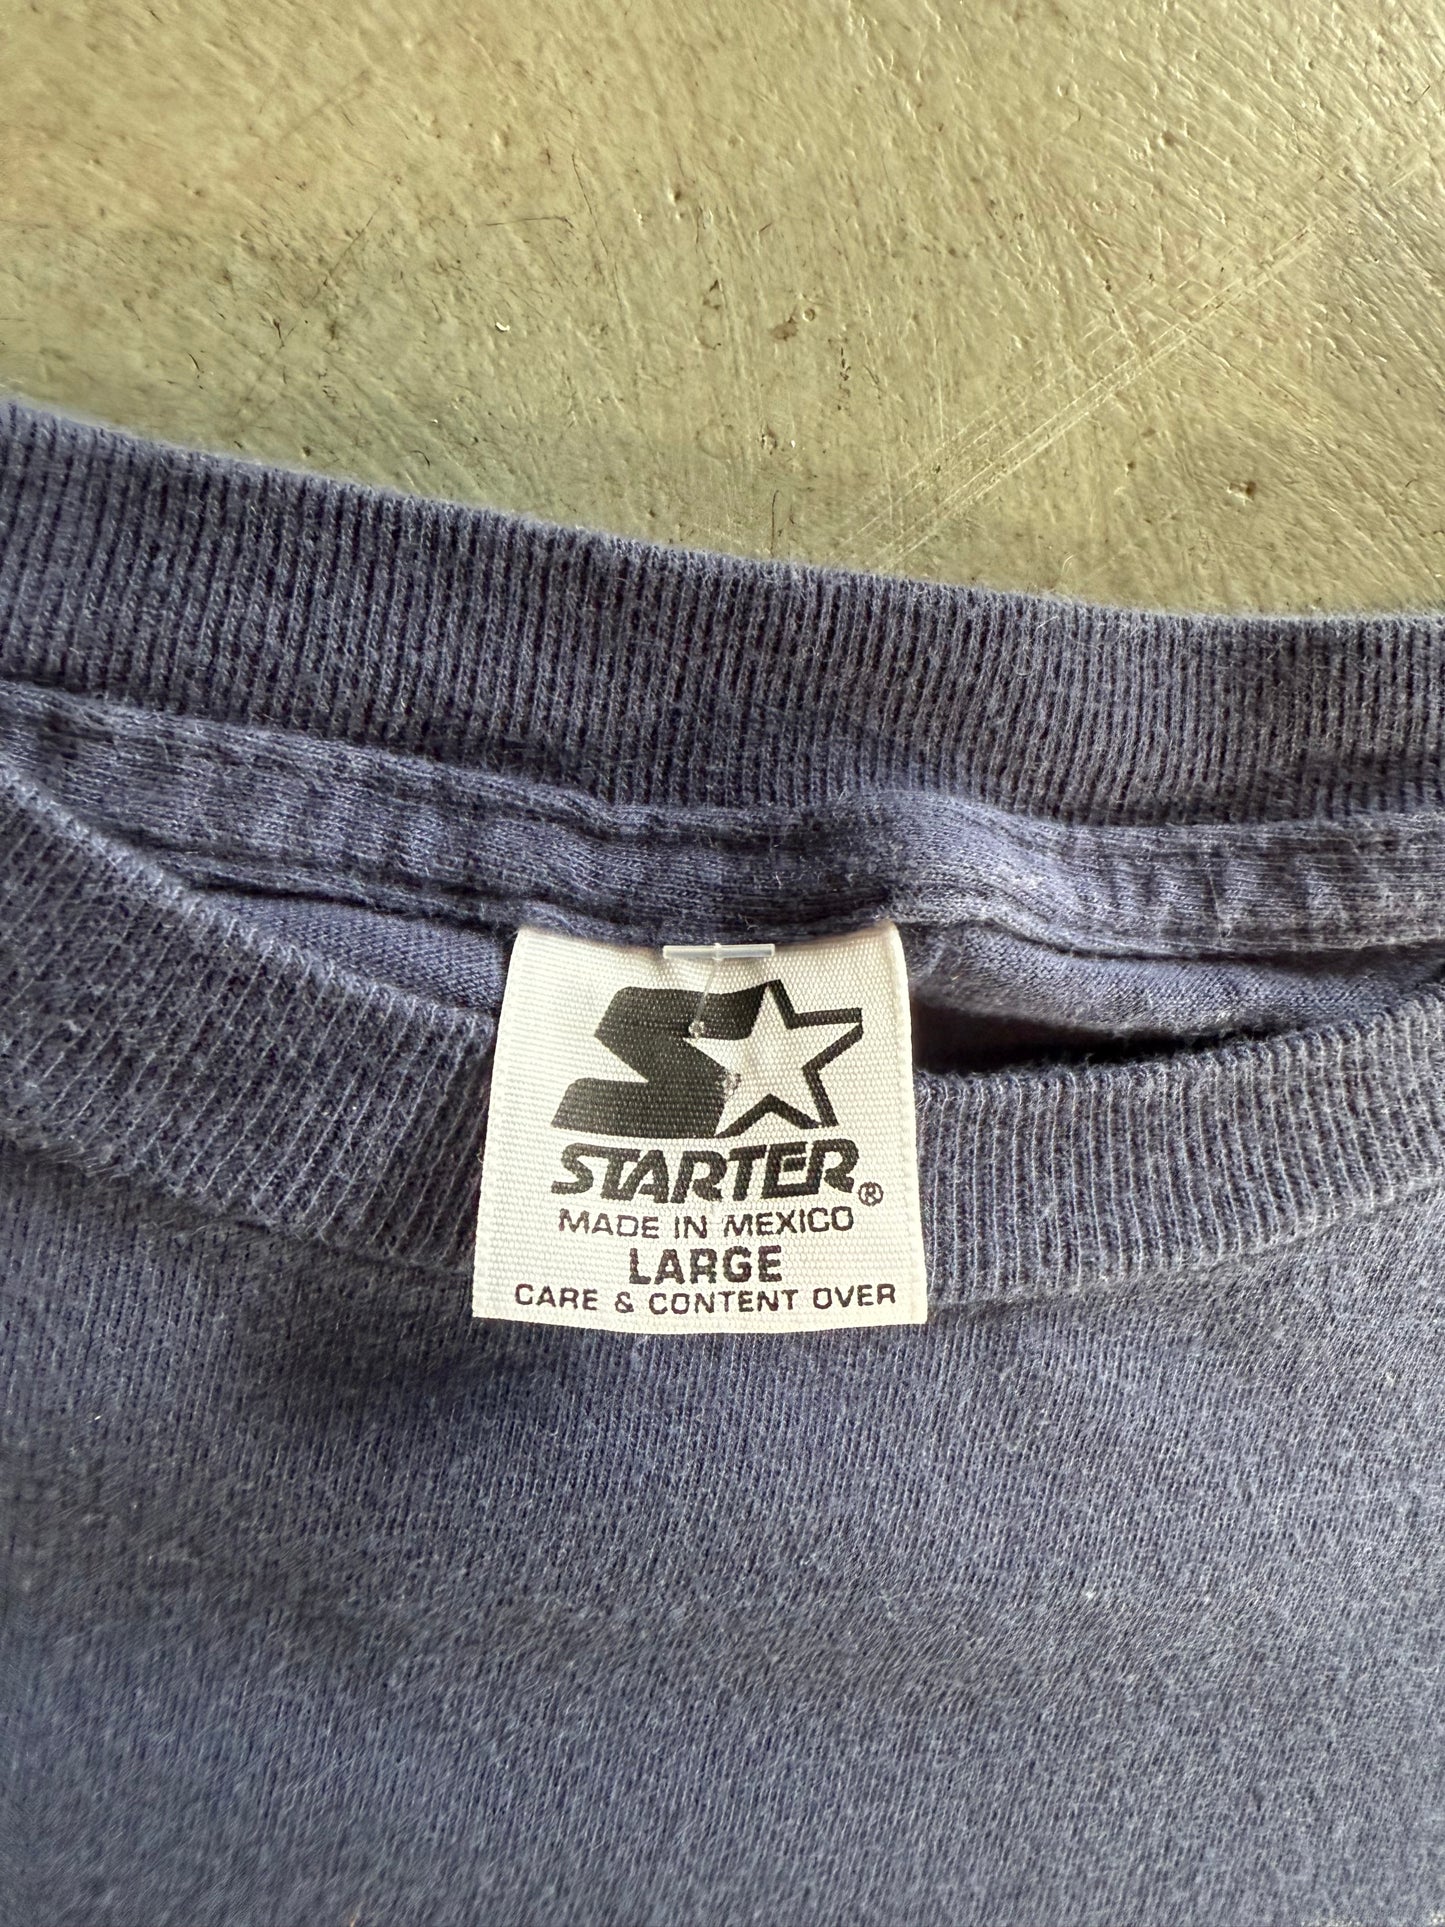 STARTER®
MADE IN MEXICO
LARGE
CARE & CONTENT OVER